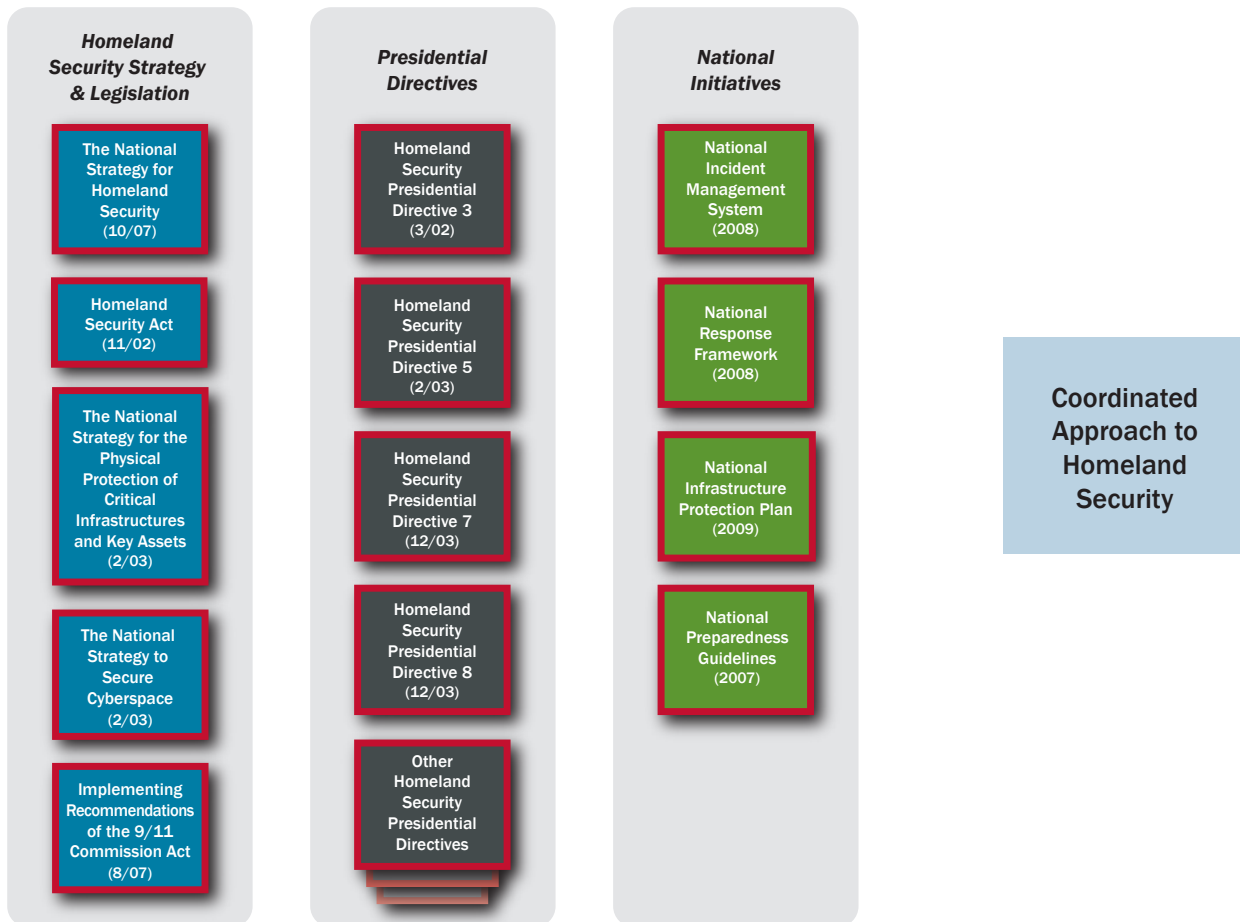 Homeland
Security Strategy
& Legislation
The National
Strategy for
Homeland
Security
(10/07)
Homeland
Security Act
(11/02)
The National
Strategy for the
Physical
Protection of
Critical
Infrastructures
and Key Assets
(2/03)
The National
Strategy to
Secure
Cyberspace
(2/03)
Implementing
Recommendations
of the 9/11
Commission Act
(8/07)
Presidential
Directives
Homeland
Security
Presidential
Directive 3
(3/02)
Homeland
Security
Presidential
Directive 5
(2/03)
Homeland
Security
Presidential
Directive 7
(12/03)
Homeland
Security
Presidential
Directive 8
(12/03)
Other
Homeland
Security
Presidential
Directives
National
Initiatives
National
Incident
Management
System
(2008)
National
Response
Framework
(2008)
National
Infrastructure
Protection Plan
(2009)
National
Preparedness
Guidelines
(2007)
Coordinated
Approach to
Homeland
Security